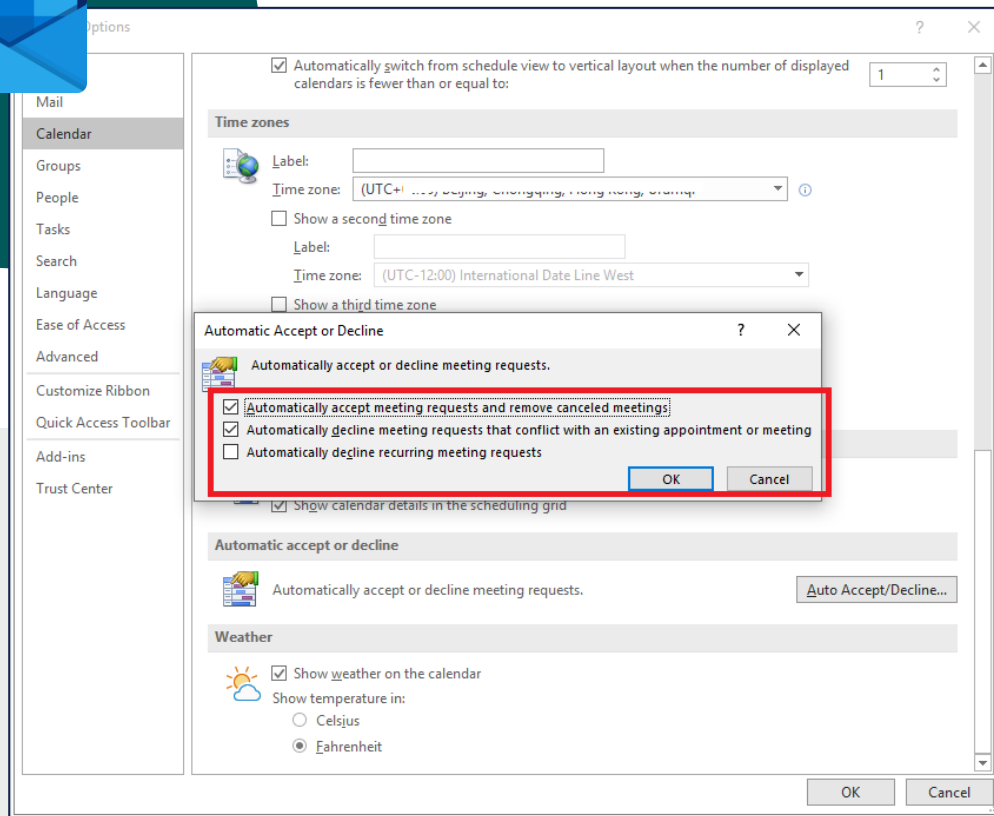 Options
?
Automatically switch from schedule view to vertical layout when the number of displayed
calendars is fewer than or equal to:
1
Mail
Calendar
Groups
People
Tasks
Search
Language
Ease of Access
Advanced
Customize Ribbon
Quick Access Toolbar
Add-ins
Trust Center
Time zones
Label:
Time zone:
(UTC+ Beijing, Chongqing, Hong Kong, Urumqi
Show a second time zone
Label:
Time zone:
(UTC-12:00) International Date Line West
Show a third time zone
Automatic Accept or Decline
?
Automatically accept or decline meeting requests.
Automatically accept meeting requests and remove canceled meetings
Automatically decline meeting requests that conflict with an existing appointment or meeting
Automatically decline recurring meeting requests
OK
Cancel
Show calendar details in the scheduling grid
Automatic accept or decline
Automatically accept or decline meeting requests.
Auto Accept/Decline...
Weather
Show weather on the calendar
Show temperature in:
Celsius
Fahrenheit
OK
Cancel